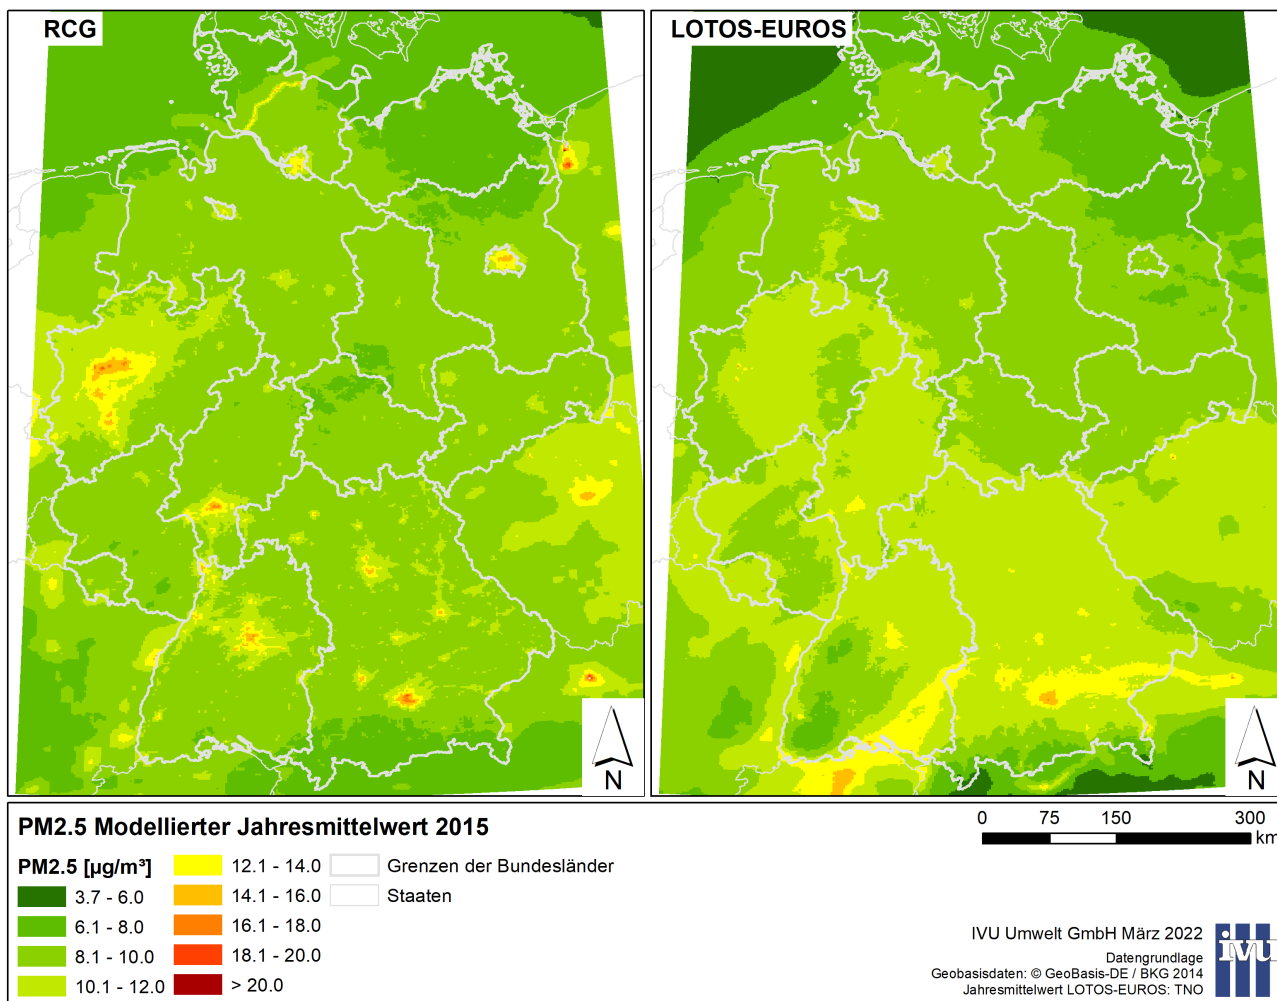 RCG
LOTOS-EUROS
N
N
PM2.5 Modellierter Jahresmittelwert 2015
PM2.5 [µg/m³]
3.7 - 6.0
6.1 - 8.0
8.1 - 10.0
10.1 - 12.0
12.1 - 14.0
14.1 - 16.0
16.1 - 18.0
18.1 - 20.0
> 20.0
Grenzen der Bundesländer
Staaten
0 75 150 300
km
IVU Umwelt GmbH März 2022
Datengrundlage
Geobasisdaten: © GeoBasis-DE / BKG 2014
Jahresmittelwert LOTOS-EUROS: TNO
ivu